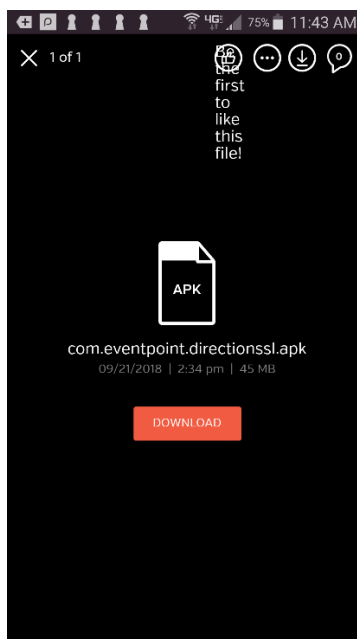 4G 75% 11:43 AM
1 of 1
0
Be
the
first
to
like
this
file!
APK
com.eventpoint.directionssl.apk
09/21/2018 | 2:34 pm | 45 MB
DOWNLOAD